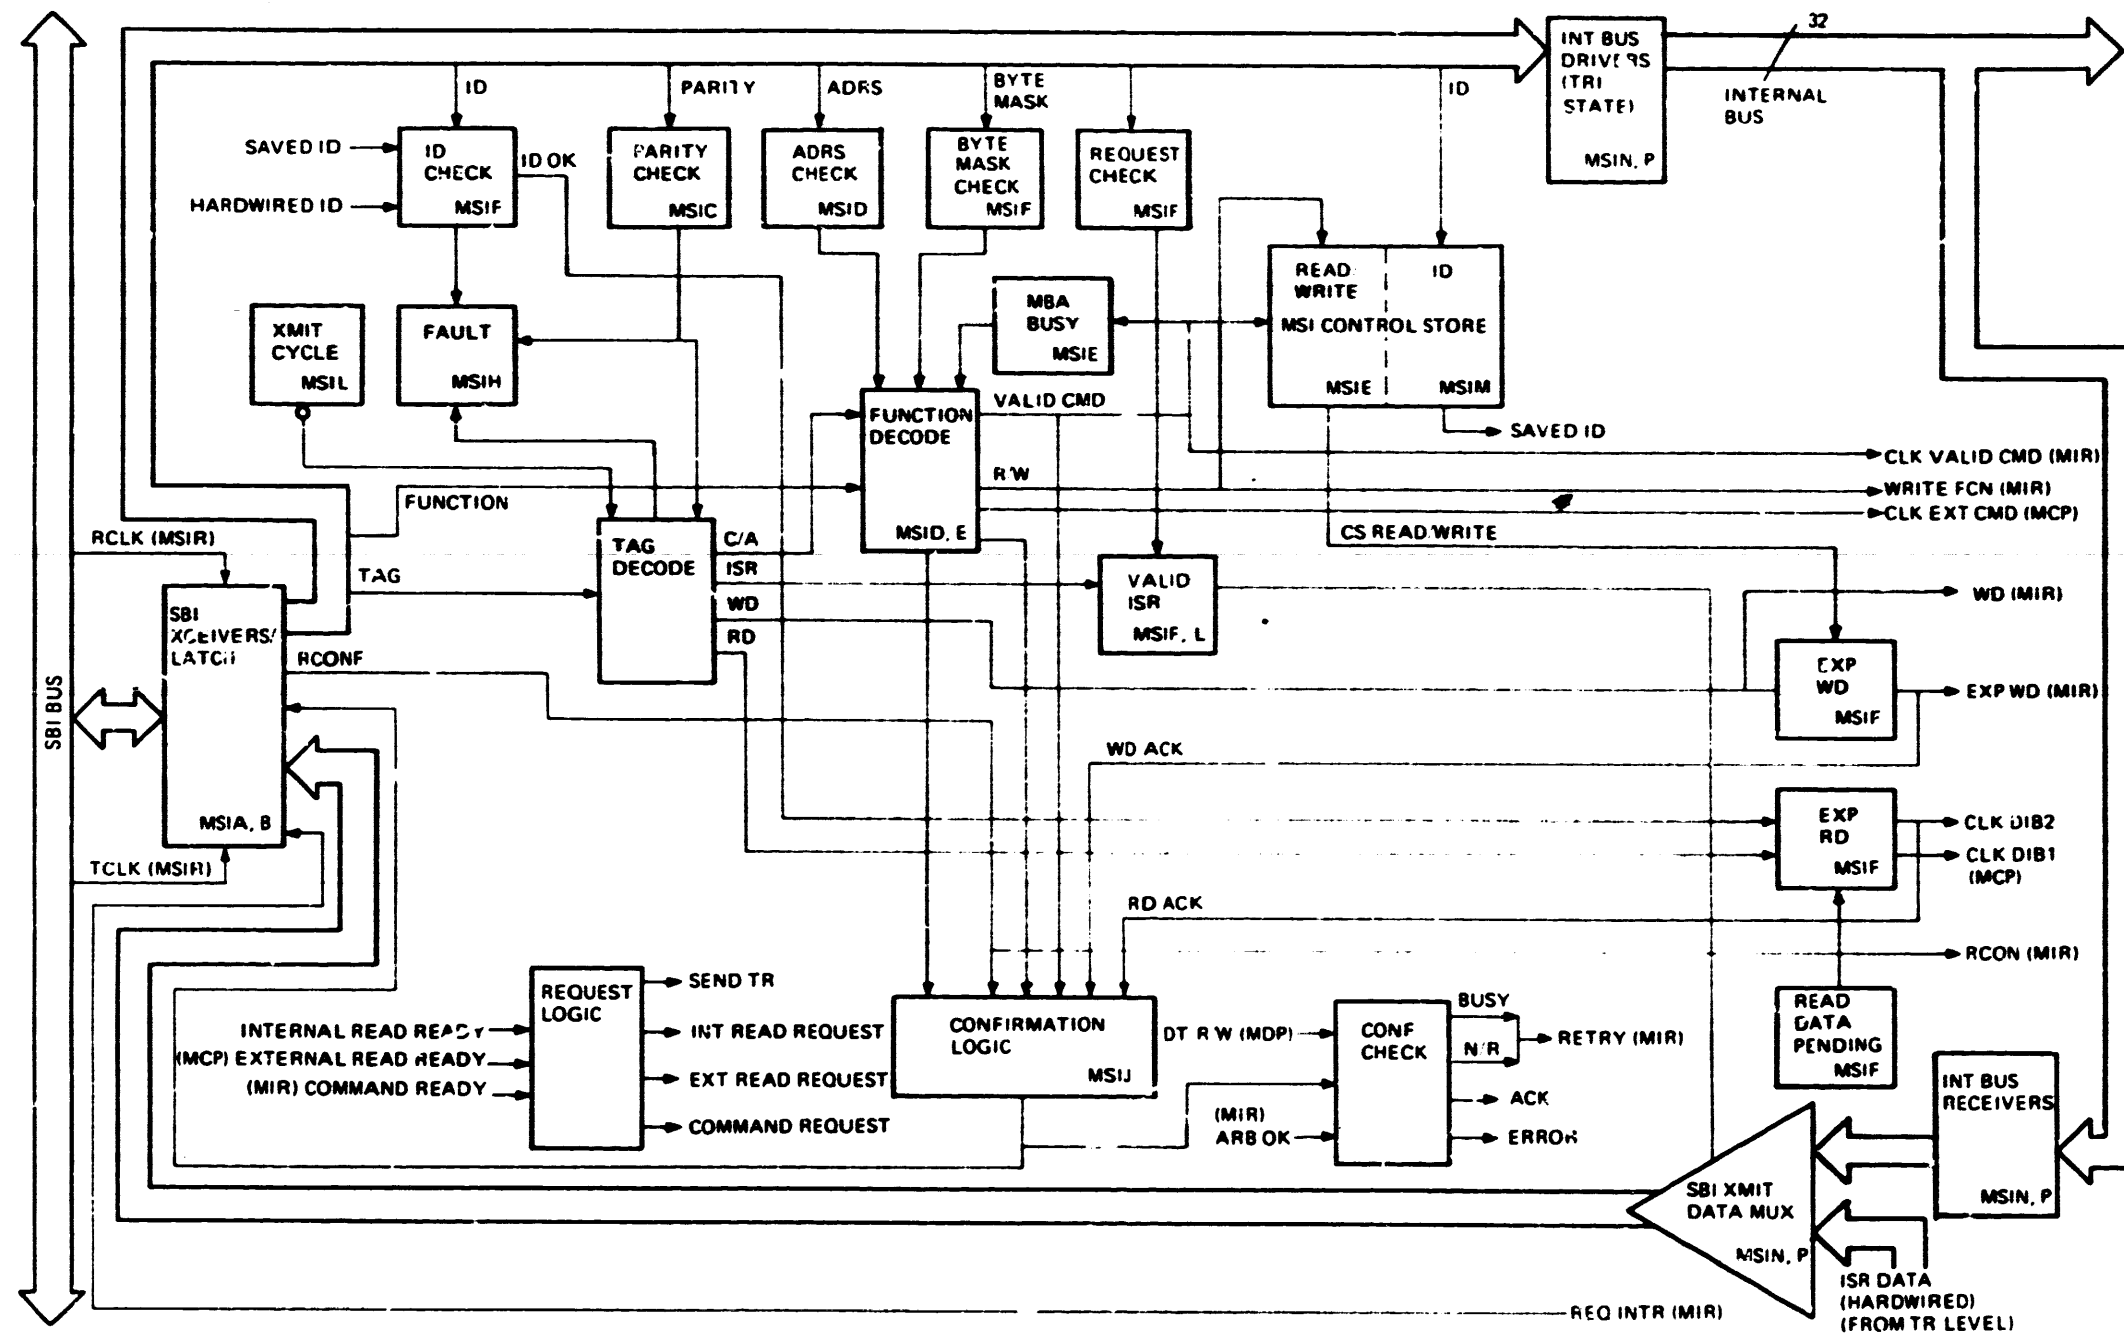 32
INT BUS
DRIVERS
(TRI
STATE)
MSIN, P
INTERNAL
BUS
ID
PARITY
ADRS
BYTE
MASK
ID
SAVED ID
HARDWIRED ID
ID
CHECK
MSIF
ID OK
PARITY
CHECK
MSIC
ADRS
CHECK
MSID
BYTE
MASK
CHECK
MSIF
REQUEST
CHECK
MSIF
XMIT
CYCLE
MSIL
FAULT
MSIH
MBA
BUSY
MSIE
READ/
WRITE
ID
MSI CONTROL STORE
MSIE
MSIM
SAVED ID
FUNCTION
DECODE
MSID, E
VALID CMD
R/W
CLK VALID CMD (MIR)
WRITE FCN (MIR)
CLK EXT CMD (MCP)
CS READ/WRITE
FUNCTION
RCLK (MSIR)
TAG
TAG
DECODE
C/A
ISR
WD
RD
VALID
ISR
MSIF, L
WD (MIR)
SBI
XCEIVERS/
LATCH
MSIA, B
RCONF
SBI BUS
EXP
WD
MSIF
EXP WD (MIR)
WD ACK
TCLK (MSIR)
EXP
RD
MSIF
CLK DIB2
CLK DIB1
(MCP)
RD ACK
RCON (MIR)
REQUEST
LOGIC
INTERNAL READ READY
(MCP) EXTERNAL READ READY
(MIR) COMMAND READY
SEND TR
INT READ REQUEST
EXT READ REQUEST
COMMAND REQUEST
CONFIRMATION
LOGIC
MSIJ
DT R/W (MDP)
(MIR)
ARB OK
CONF
CHECK
BUSY
N/R
RETRY (MIR)
ACK
ERROR
READ
DATA
PENDING
MSIF
INT BUS
RECEIVERS
MSIN, P
SBI XMIT
DATA MUX
MSIN, P
ISR DATA
(HARDWIRED)
(FROM TR LEVEL)
REQ INTR (MIR)